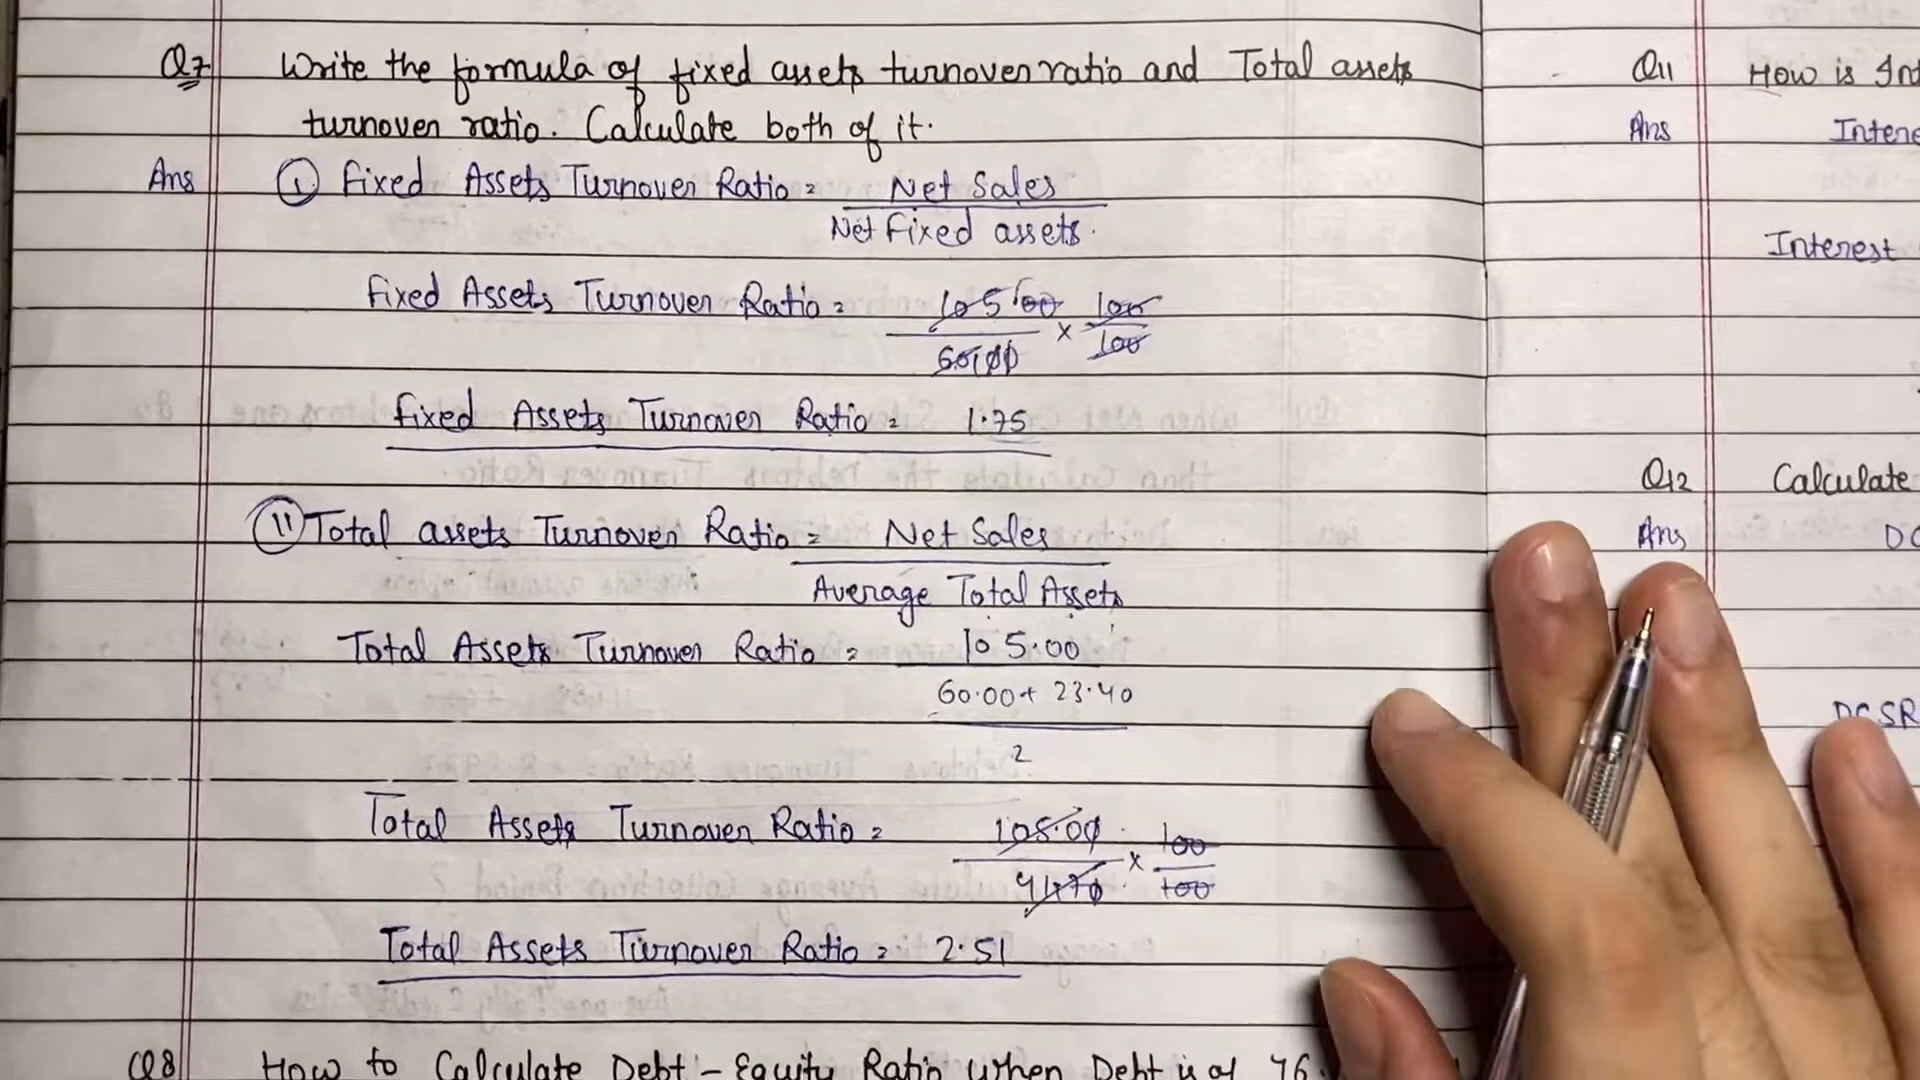 Q7 Write the formula of fixed assets turnover ratio and Total assets
turnover ratio. Calculate both of it.
Ans (i) Fixed Assets Turnover Ratio = Net Sales
Net Fixed assets.
Fixed Assets Turnover Ratio = 105.00 × 100
60.00 100
Fixed Assets Turnover Ratio = 1.75
(ii) Total assets Turnover Ratio = Net Sales
Average Total Assets
Total Assets Turnover Ratio = 105.00
60.00 + 23.40
2
Total Assets Turnover Ratio = 105.00 × 100
100
Total Assets Turnover Ratio = 2.51
Q8 How to Calculate Debt - Equity Ratio when Debt is of 46.
Q11 How is
Ans
Interest
Q12 Calculate
Ans